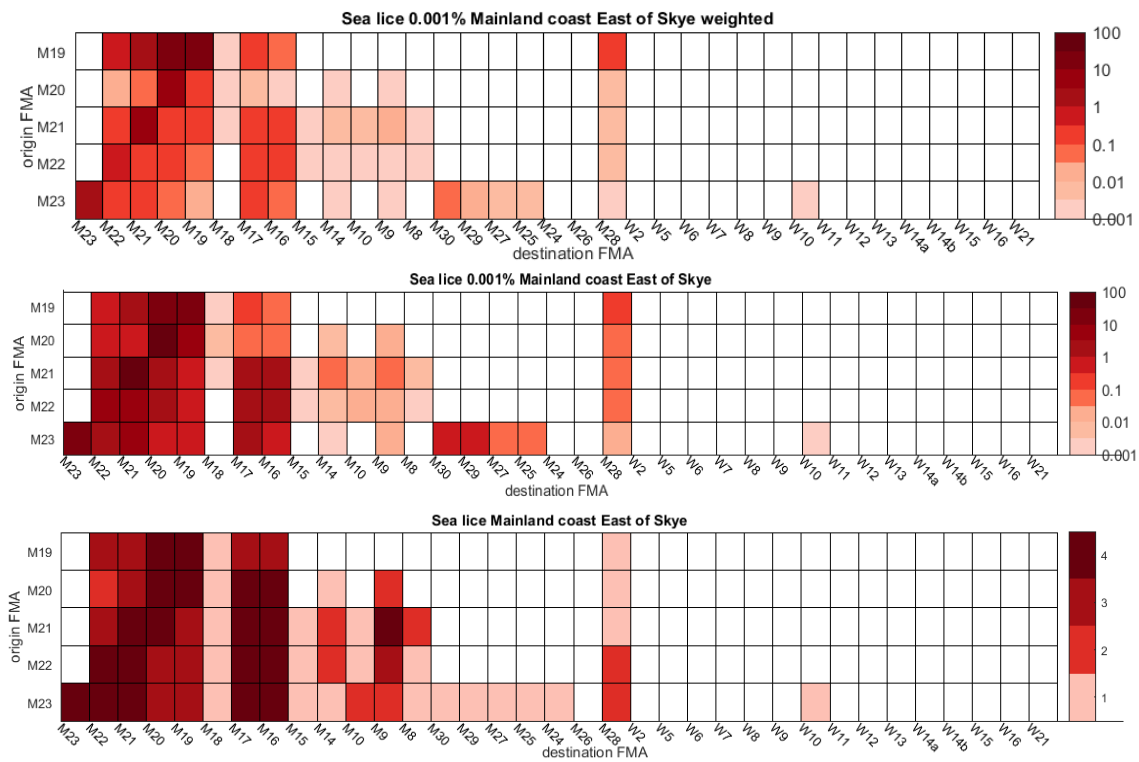 Sea lice 0.001% Mainland coast East of Skye weighted
origin FMA
M19
M20
M21
M22
M23
M23 M22 M21 M20 M19 M18 M17 M16 M15 M14 M10 M9 M8 M30 M29 M27 M25 M24 M26 M28 W2 W5 W6 W7 W8 W9 W10 W11 W12 W13 W14a W14b W15 W16 W21
destination FMA
100
10
1
0.1
0.01
0.001
Sea lice 0.001% Mainland coast East of Skye
origin FMA
M19
M20
M21
M22
M23
M23 M22 M21 M20 M19 M18 M17 M16 M15 M14 M10 M9 M8 M30 M29 M27 M25 M24 M26 M28 W2 W5 W6 W7 W8 W9 W10 W11 W12 W13 W14a W14b W15 W16 W21
destination FMA
100
10
1
0.1
0.01
0.001
Sea lice Mainland coast East of Skye
origin FMA
M19
M20
M21
M22
M23
M23 M22 M21 M20 M19 M18 M17 M16 M15 M14 M10 M9 M8 M30 M29 M27 M25 M24 M26 M28 W2 W5 W6 W7 W8 W9 W10 W11 W12 W13 W14a W14b W15 W16 W21
destination FMA
4
3
2
1